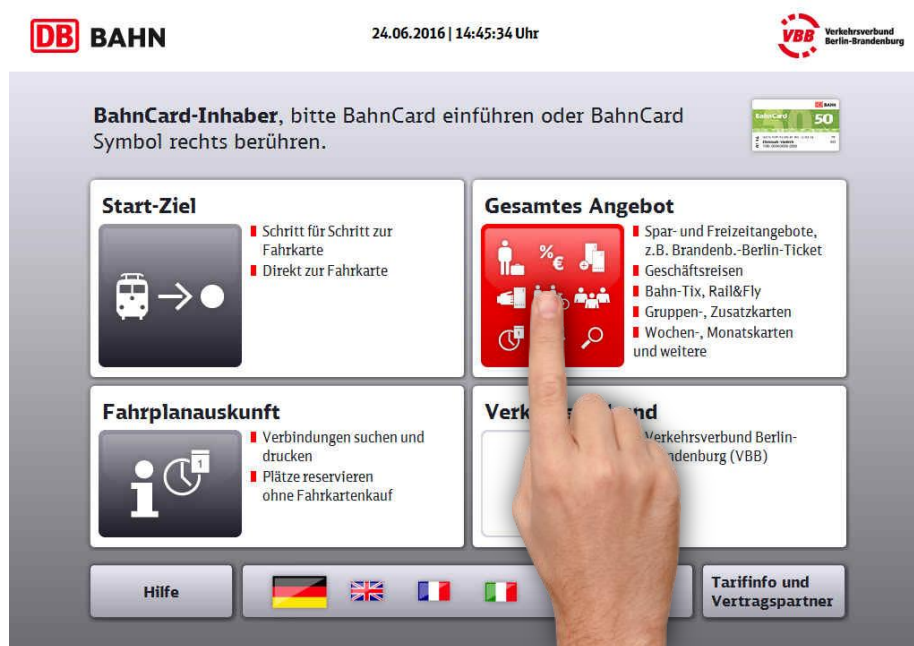 DB BAHN
24.06.2016 | 14:45:34 Uhr
VBB Verkehrsverbund
Berlin-Brandenburg
BahnCard-Inhaber, bitte BahnCard einführen oder BahnCard
Symbol rechts berühren.
BahnCard 50
Start-Ziel
Schritt für Schritt zur
Fahrkarte
Direkt zur Fahrkarte
Gesamtes Angebot
%
€
1
Spar- und Freizeitangebote,
z.B. Brandenb.-Berlin-Ticket
Geschäftsreisen
Bahn-Tix, Rail&Fly
Gruppen-, Zusatzkarten
Wochen-, Monatskarten
und weitere
Fahrplanauskunft
1
Verbindungen suchen und
drucken
Plätze reservieren
ohne Fahrkartenkauf
Verk nd
Verkehrsverbund Berlin-
ndenburg (VBB)
Hilfe
Tarifinfo und
Vertragspartner